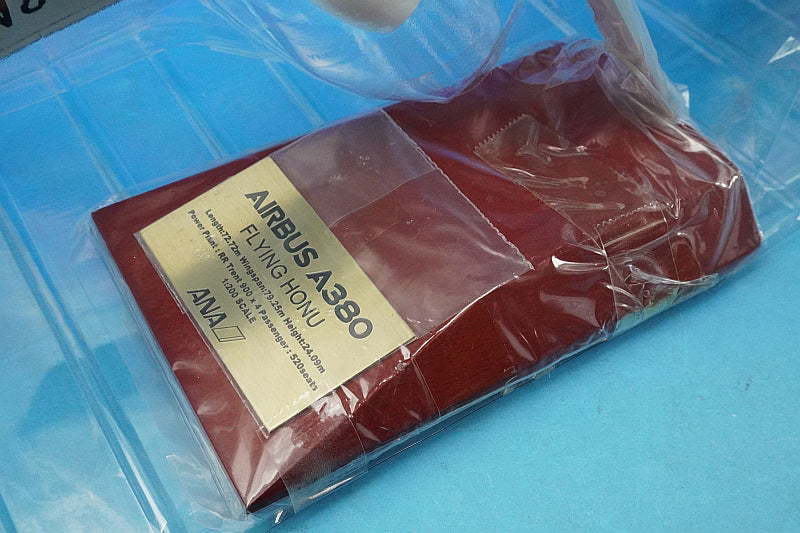 AIRBUS A380
FLYING HONU
Length:72.72m Wingspan:79.25m Height:24.09m
Power Plant : RR Trent 900 x 4 Passenger : 520seats
1:200 SCALE
ANA